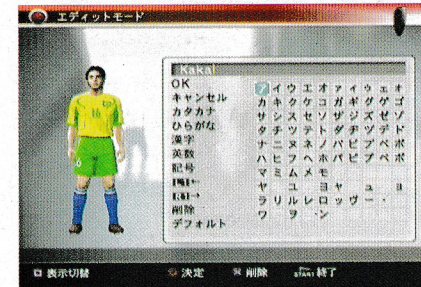 エディットモード
Kaka
OK
キャンセル
カタカナ
ひらがな
漢字
英数
記号
L1←
R1→
削除
デフォルト
アイウエオァィゥェォ
カキクケコガギグゲゴ
サシスセソザジズゼゾ
タチツテトダヂヅデド
ナニヌネノパピプペポ
ハヒフヘホバビブベボ
マミムメモ
ヤ ユ ヨャ ュ ョ
ラリルレロッヴー・
ワ ヲ ン
10
表示切替 決定 削除 START 終了